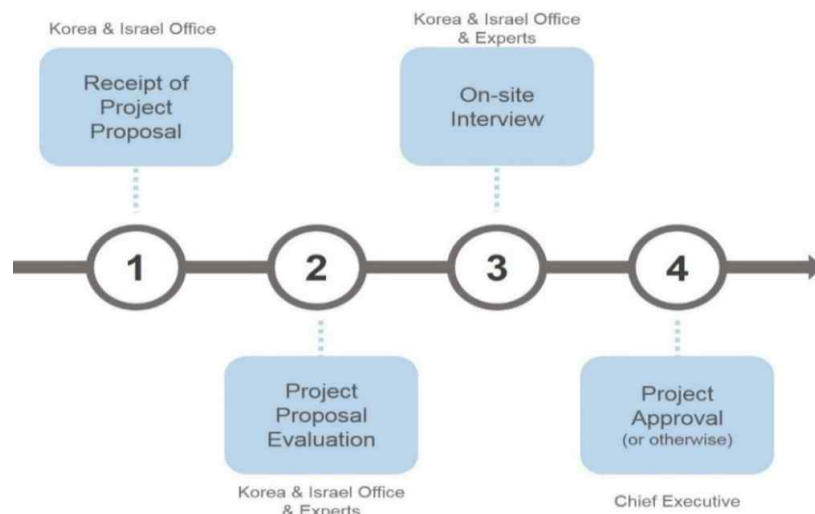 Korea & Israel Office
Receipt of
Project
Proposal
Korea & Israel Office
& Experts
On-site
Interview
1
2
3
4
Project
Proposal
Evaluation
Korea & Israel Office
& Experts
Project
Approval
(or otherwise)
Chief Executive